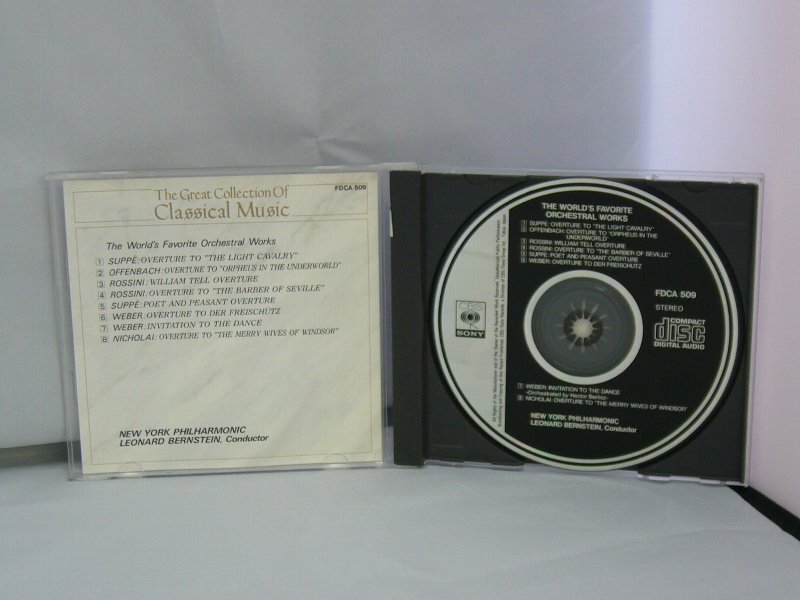 The Great Collection Of
FDCA 509
Classical Music
The World's Favorite Orchestral Works
1 SUPPÉ: OVERTURE TO "THE LIGHT CAVALRY"
2 OFFENBACH: OVERTURE TO "ORPHEUS IN THE UNDERWORLD"
3 ROSSINI: WILLIAM TELL OVERTURE
4 ROSSINI: OVERTURE TO "THE BARBER OF SEVILLE"
5 SUPPÉ: POET AND PEASANT OVERTURE
6 WEBER: OVERTURE TO DER FREISCHUTZ
7 WEBER: INVITATION TO THE DANCE
8 NICHOLAI: OVERTURE TO "THE MERRY WIVES OF WINDSOR"
NEW YORK PHILHARMONIC
LEONARD BERNSTEIN, Conductor
THE WORLD'S FAVORITE
ORCHESTRAL WORKS
1 SUPPÉ: OVERTURE TO "THE LIGHT CAVALRY"
2 OFFENBACH: OVERTURE TO "ORPHEUS IN THE
UNDERWORLD"
3 ROSSINI: WILLIAM TELL OVERTURE
4 ROSSINI: OVERTURE TO "THE BARBER OF SEVILLE"
5 SUPPÉ: POET AND PEASANT OVERTURE
6 WEBER: OVERTURE TO DER FREISCHUTZ
FDCA 509
STEREO
COMPACT
disc
DIGITAL AUDIO
CBS
SONY
7 WEBER: INVITATION TO THE DANCE
-Orchestrated by Hector Berlioz-
8 NICHOLAI: OVERTURE TO "THE MERRY WIVES OF WINDSOR"
NEW YORK PHILHARMONIC
LEONARD BERNSTEIN, Conductor